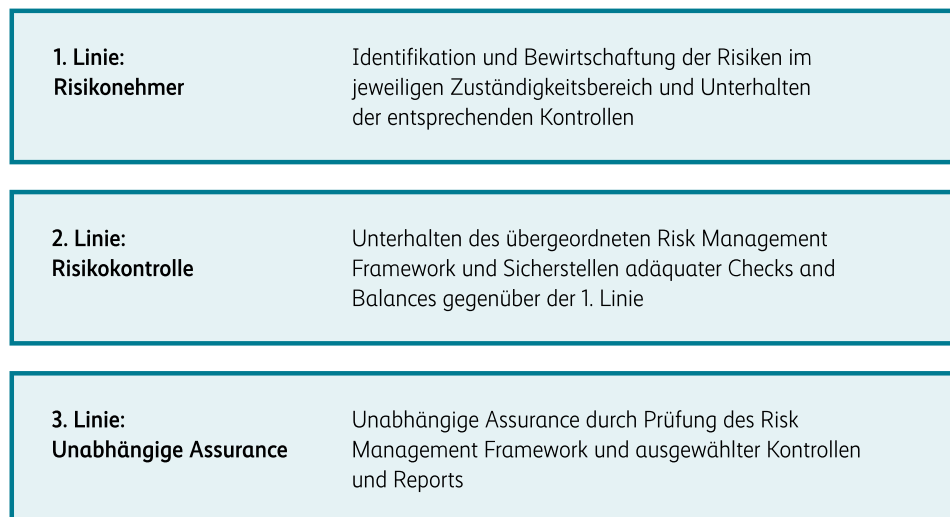 1. Linie:
Risikonehmer
Identifikation und Bewirtschaftung der Risiken im
jeweiligen Zuständigkeitsbereich und Unterhalten
der entsprechenden Kontrollen
2. Linie:
Risikokontrolle
Unterhalten des übergeordneten Risk Management
Framework und Sicherstellen adäquater Checks and
Balances gegenüber der 1. Linie
3. Linie:
Unabhängige Assurance
Unabhängige Assurance durch Prüfung des Risk
Management Framework und ausgewählter Kontrollen
und Reports